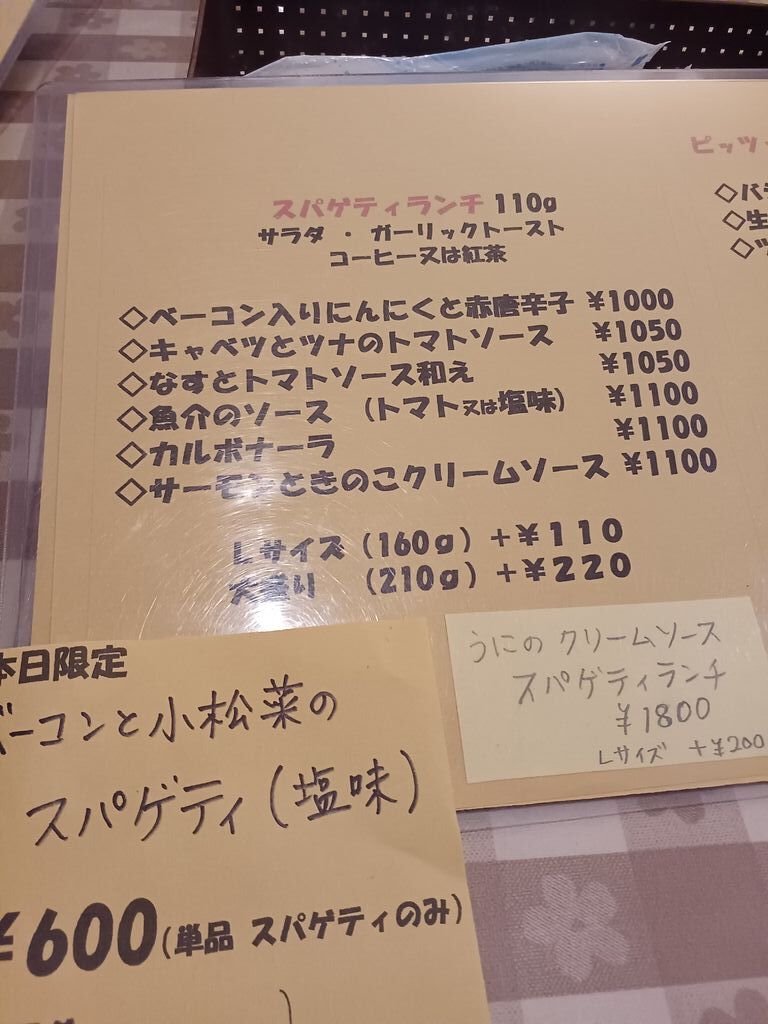 スパゲティランチ 110g
サラダ ・ ガーリックトースト
コーヒー又は紅茶
◇ベーコン入りにんにくと赤唐辛子 ¥1000
◇キャベツとツナのトマトソース ¥1050
◇なすとトマトソース和え ¥1050
◇魚介のソース (トマト又は塩味) ¥1100
◇カルボナーラ ¥1100
◇サーモンときのこクリームソース ¥1100
Lサイズ (160g) +¥110
大盛り (210g) +¥220
ピッツ
◇バ
◇生
◇ツ
うにの クリームソース
スパゲティランチ
¥1800
Lサイズ +¥200
本日限定
ベーコンと小松菜の
スパゲティ(塩味)
¥600(単品 スパゲティのみ)